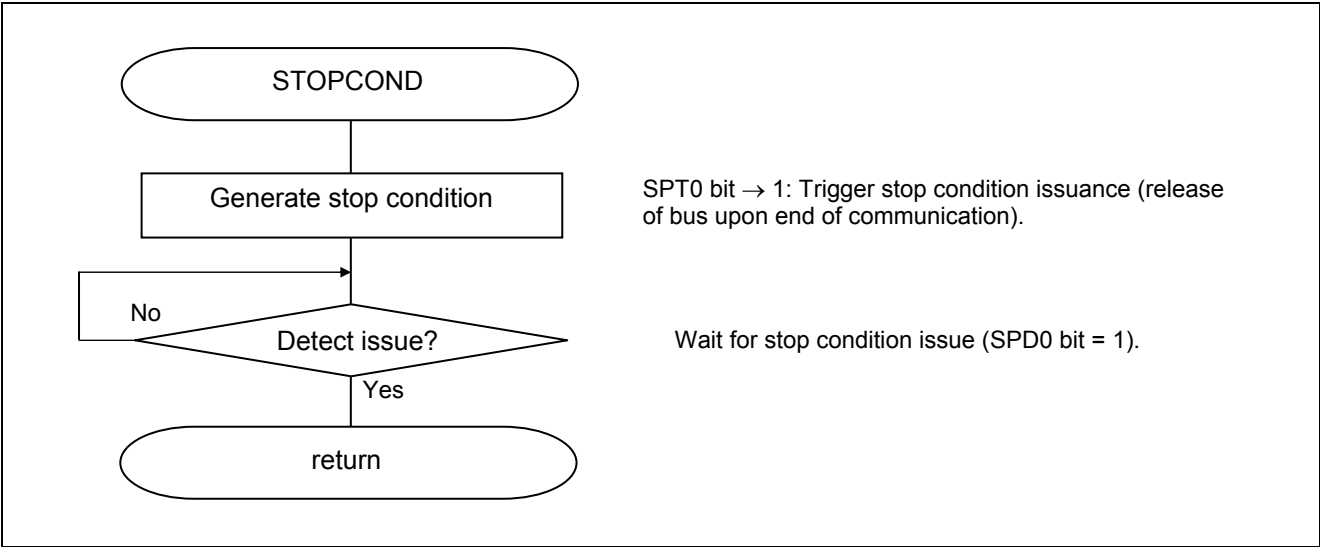 STOPCOND
Generate stop condition
SPT0 bit → 1: Trigger stop condition issuance (release
of bus upon end of communication).
No
Detect issue?
Wait for stop condition issue (SPD0 bit = 1).
Yes
return